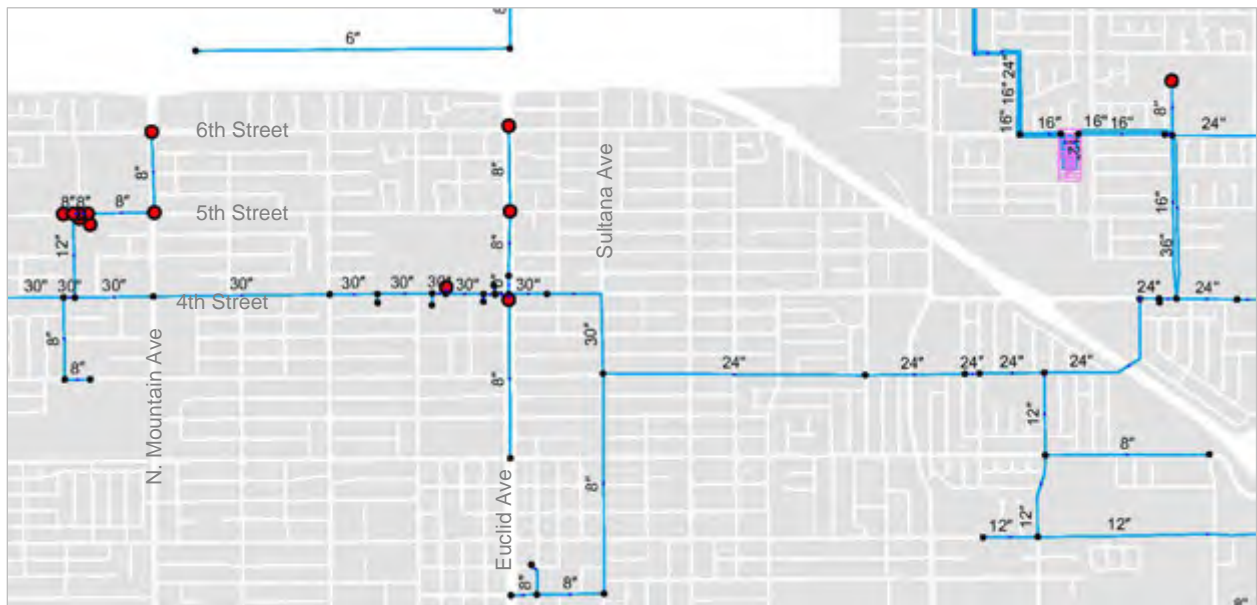 6"
16" 16" 24"
8"
6th Street
16"
16" 16"
24"
8"
8"
8" 8"
8"
5th Street
Sultana Ave
16"
12"
8"
36"
30" 30" 30" 30" 30" 30" 30" 30" 30"
4th Street
24" 24"
8"
30"
8"
8"
N. Mountain Ave
24" 24" 24" 24" 24"
12"
8"
8"
Euclid Ave
12" 12" 12"
8" 8"